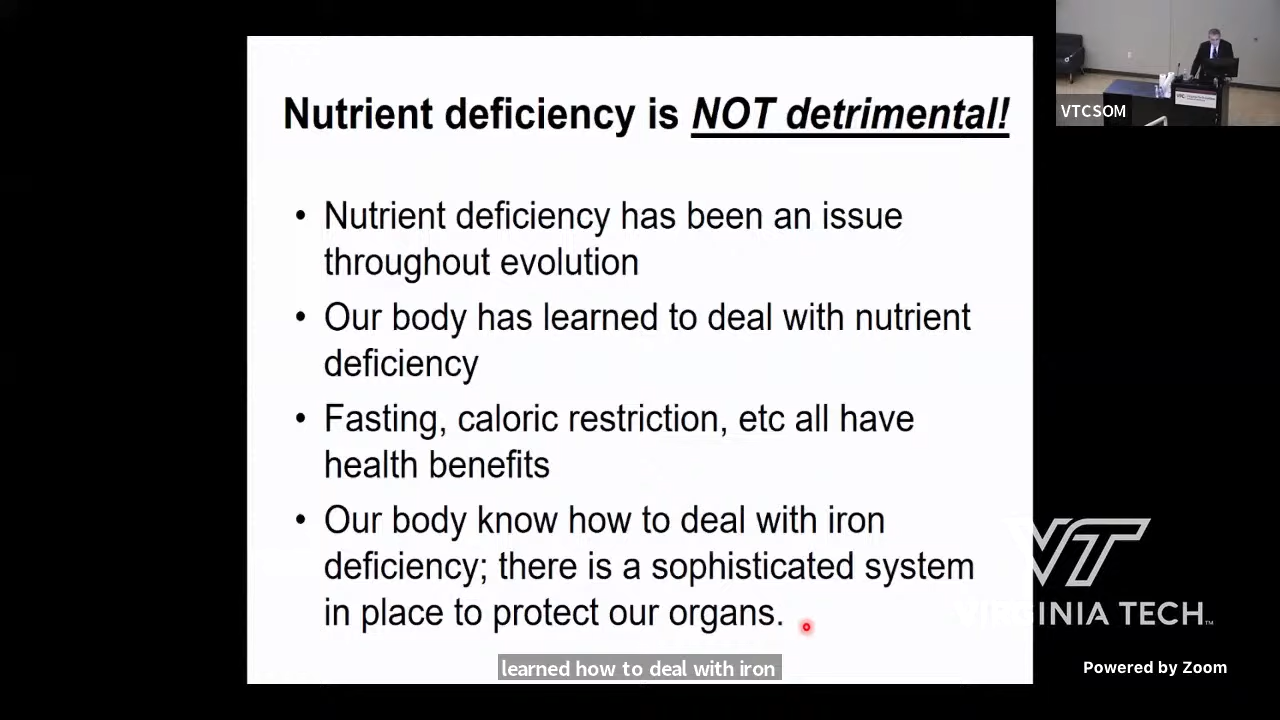 Nutrient deficiency is NOT detrimental!
• Nutrient deficiency has been an issue
throughout evolution
• Our body has learned to deal with nutrient
deficiency
• Fasting, caloric restriction, etc all have
health benefits
• Our body know how to deal with iron
deficiency; there is a sophisticated system
in place to protect our organs.
learned how to deal with iron
VTCSOM
VT
VIRGINIA TECH™
Powered by Zoom